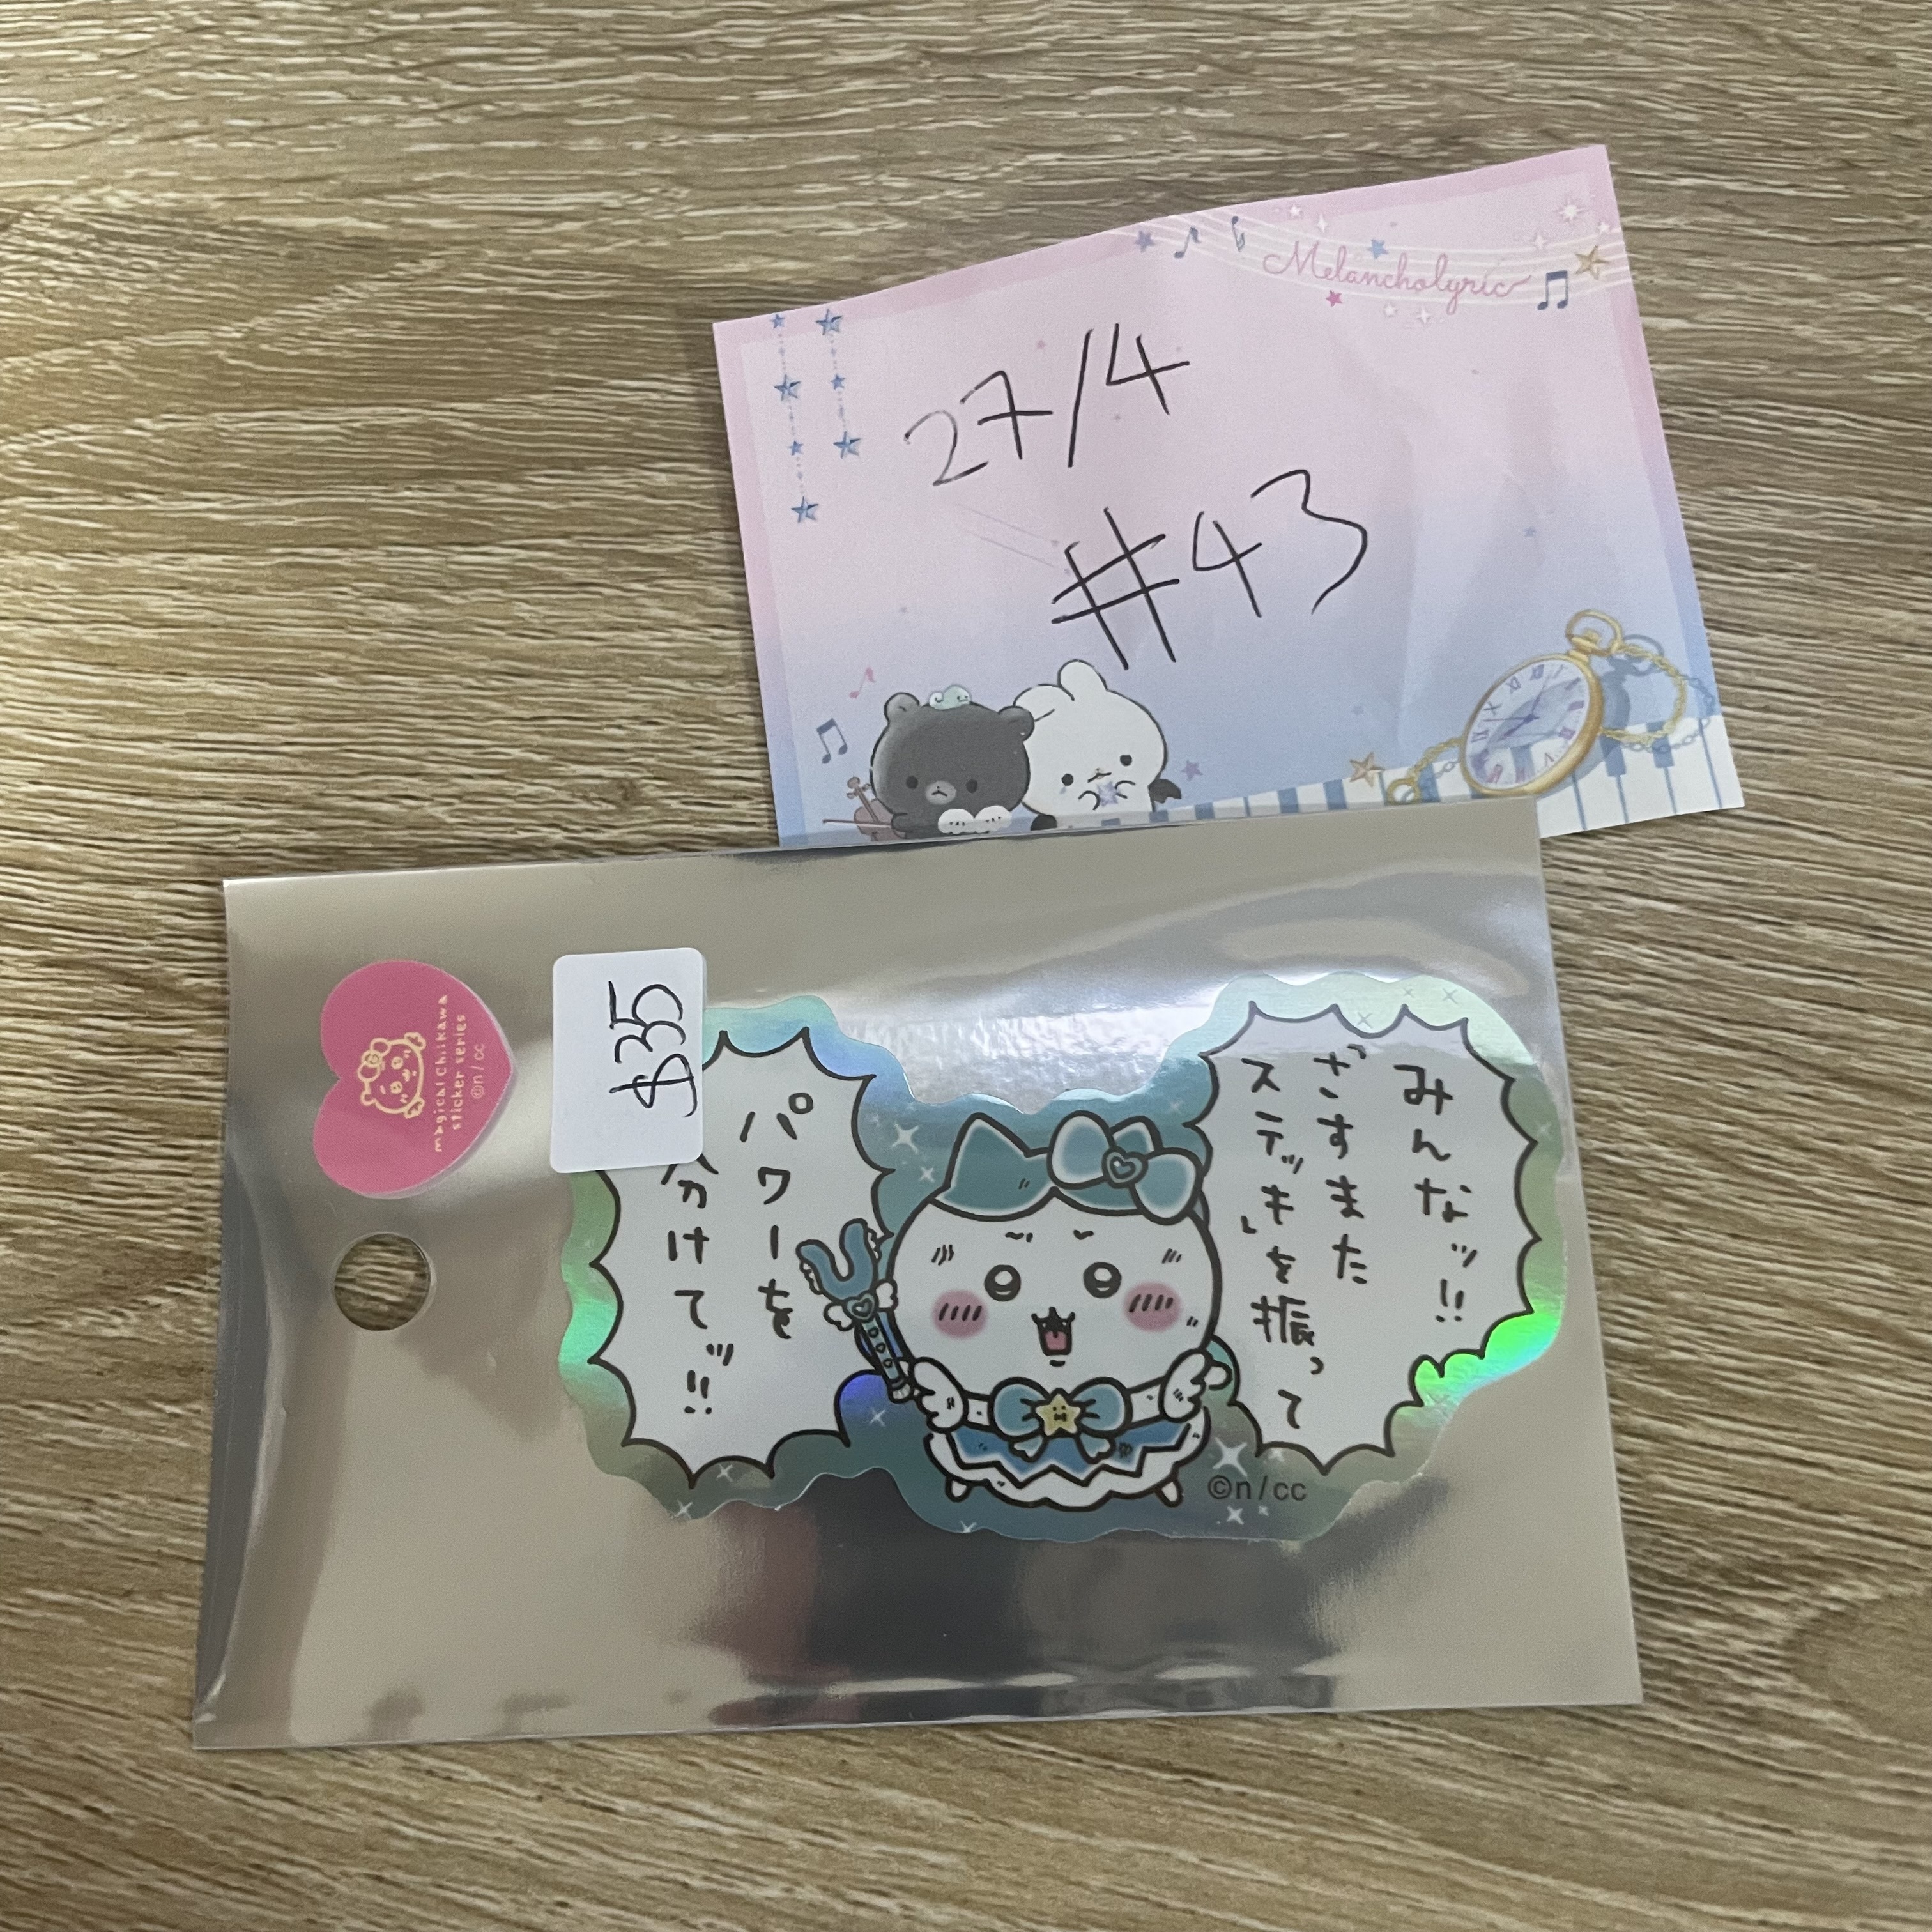 Melancholyric
27/4
#43
magical chiikawa
sticker series
©n/cc
$35
みんなッ!!
さすまた
ステッキ」を振って
パワーを
分けてッ!!
©n/cc